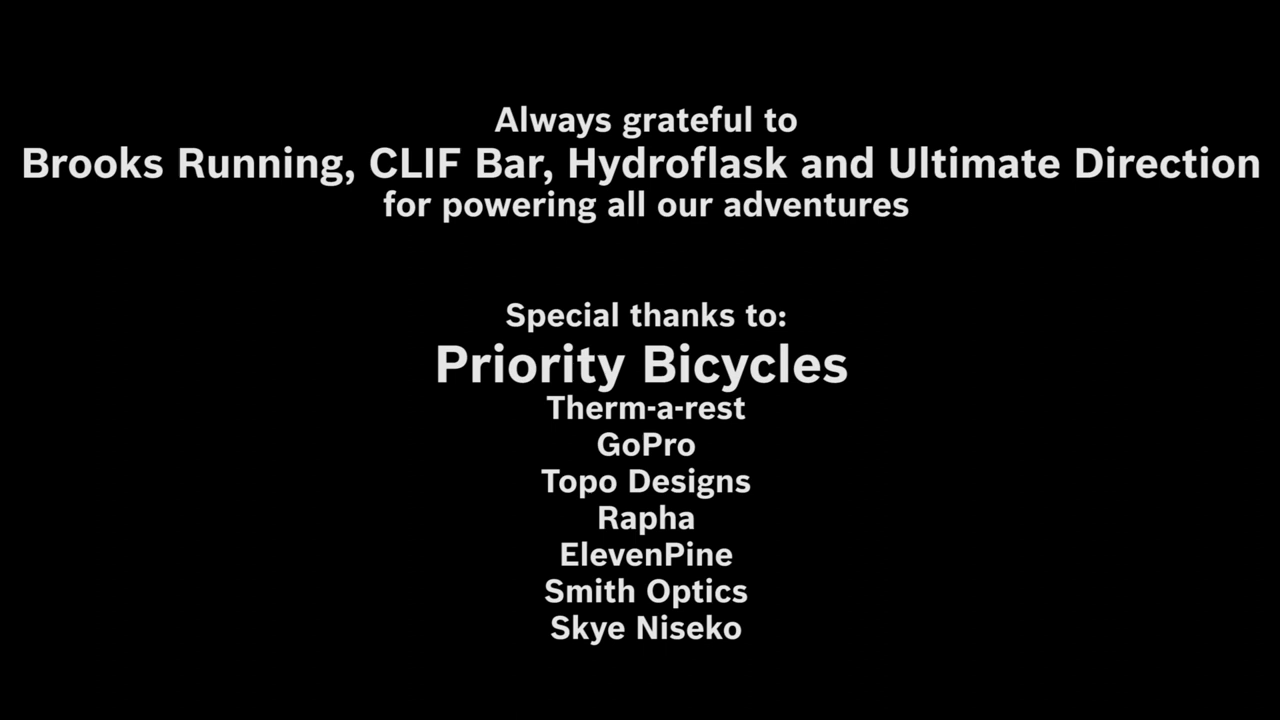 Always grateful to
Brooks Running, CLIF Bar, Hydroflask and Ultimate Direction
for powering all our adventures
Special thanks to:
Priority Bicycles
Therm-a-rest
GoPro
Topo Designs
Rapha
ElevenPine
Smith Optics
Skye Niseko